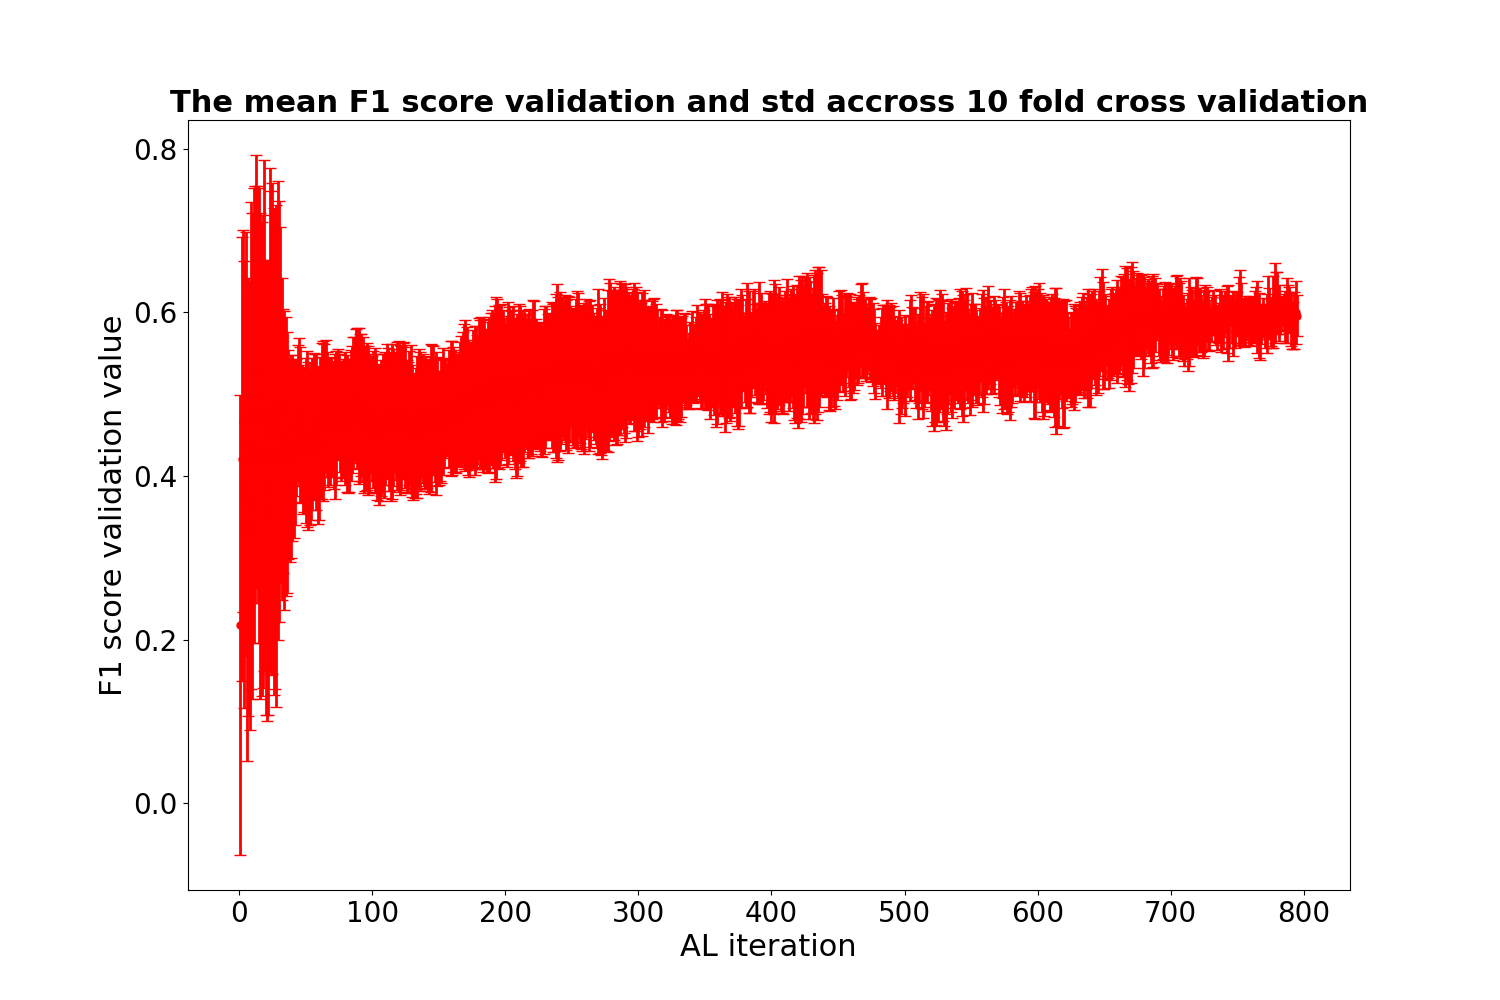 The mean F1 score validation and std accross 10 fold cross validation
F1 score validation value
0.8
0.6
0.4
0.2
0.0
0 100 200 300 400 500 600 700 800
AL iteration